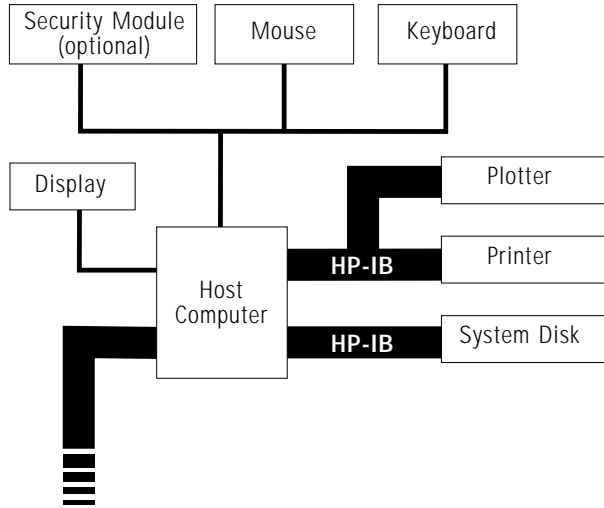 Security Module
(optional)
Mouse
Keyboard
Display
Plotter
HP-IB
Printer
Host
Computer
HP-IB
System Disk